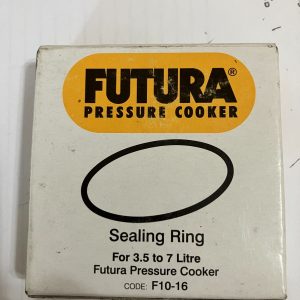 FUTURA®
PRESSURE COOKER
Sealing Ring
For 3.5 to 7 Litre
Futura Pressure Cooker
CODE: F10-16